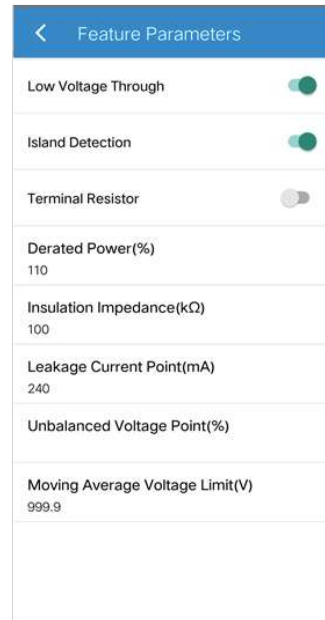 Feature Parameters
Low Voltage Through
Island Detection
Terminal Resistor
Derated Power(%)
110
Insulation Impedance(kΩ)
100
Leakage Current Point(mA)
240
Unbalanced Voltage Point(%)
Moving Average Voltage Limit(V)
999.9